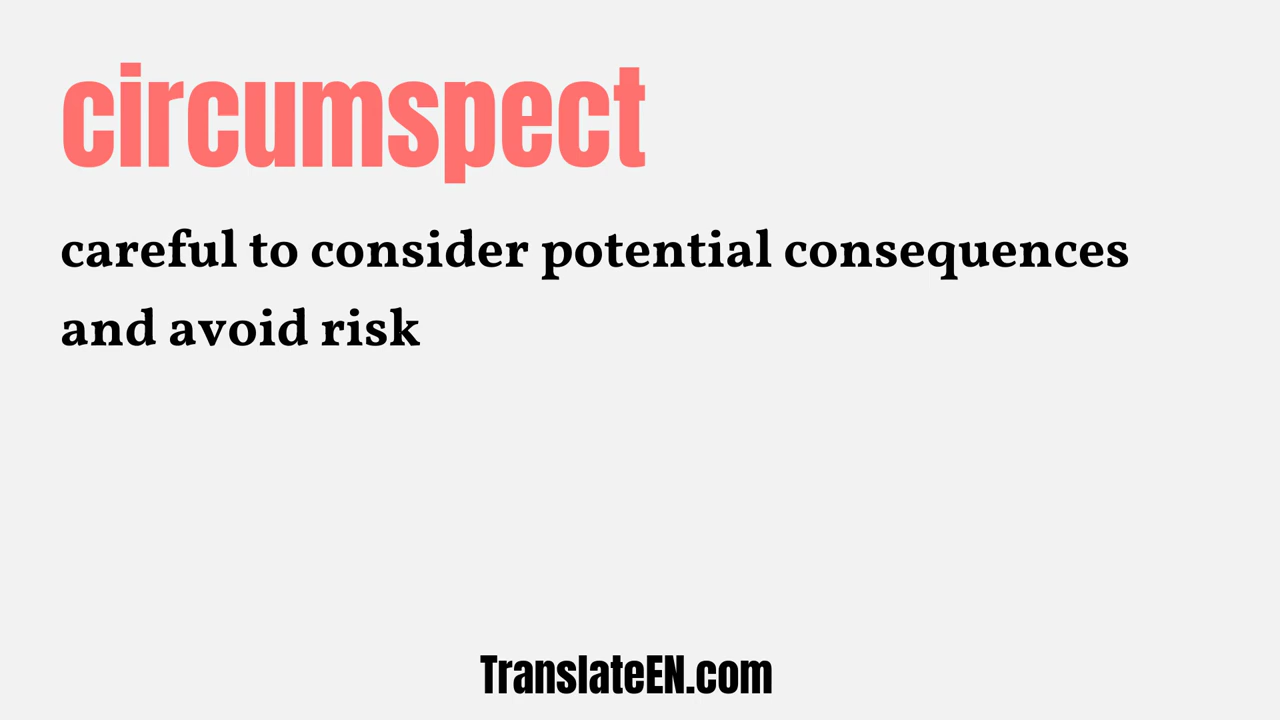 circumspect
careful to consider potential consequences
and avoid risk
TranslateEN.com